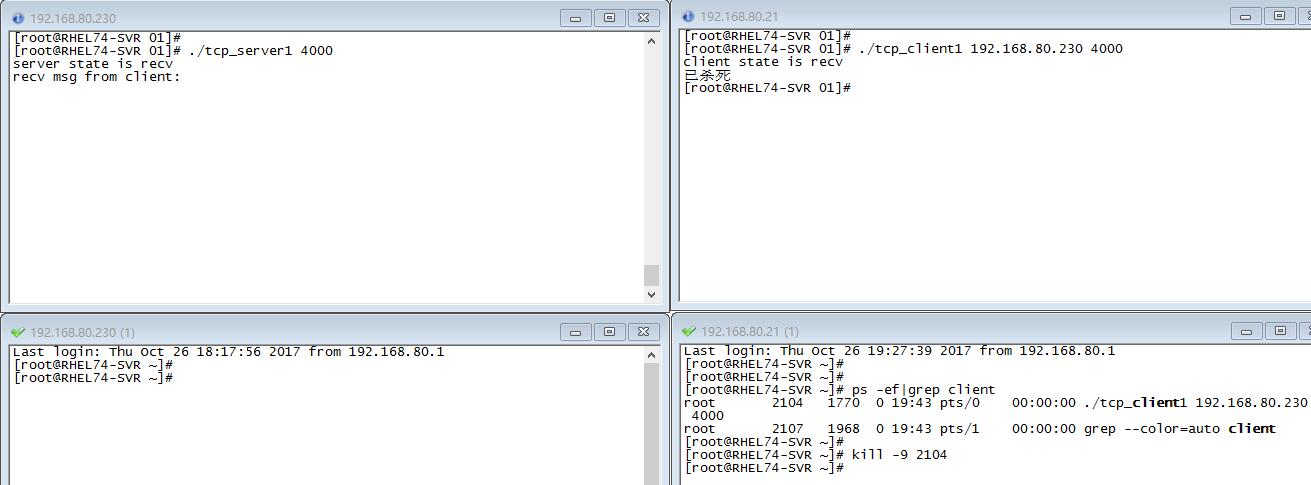 192.168.80.230
[root@RHEL74-SVR 01]#
[root@RHEL74-SVR 01]# ./tcp_server1 4000
server state is recv
recv msg from client:
192.168.80.21
[root@RHEL74-SVR 01]#
[root@RHEL74-SVR 01]# ./tcp_client1 192.168.80.230 4000
client state is recv
已杀死
[root@RHEL74-SVR 01]#
192.168.80.230 (1)
Last login: Thu Oct 26 18:17:56 2017 from 192.168.80.1
[root@RHEL74-SVR ~]#
[root@RHEL74-SVR ~]#
192.168.80.21 (1)
Last login: Thu Oct 26 19:27:39 2017 from 192.168.80.1
[root@RHEL74-SVR ~]#
[root@RHEL74-SVR ~]#
[root@RHEL74-SVR ~]# ps -ef|grep client
root 2104 1770 0 19:43 pts/0 00:00:00 ./tcp_client1 192.168.80.230
4000
root 2107 1968 0 19:43 pts/1 00:00:00 grep --color=auto client
[root@RHEL74-SVR ~]#
[root@RHEL74-SVR ~]# kill -9 2104
[root@RHEL74-SVR ~]#